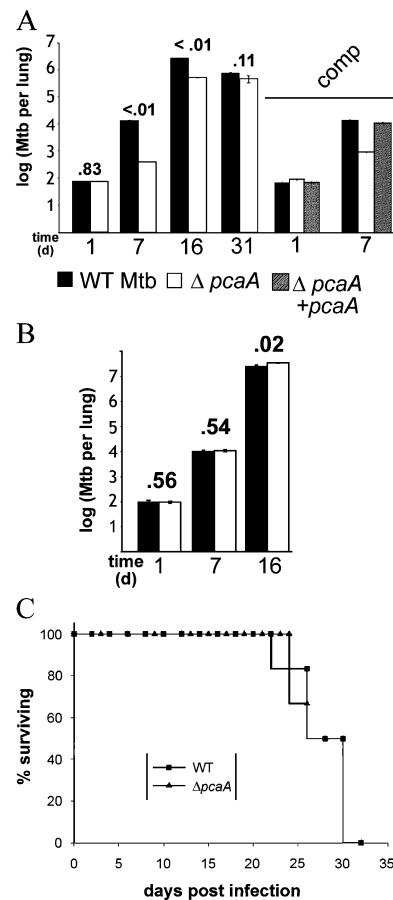 A
log (Mtb per lung)
7
6
5
4
3
2
1
.83
<.01
< .01
.11
comp
time
(d)
1 7 16 31 1 7
WT Mtb Δ pcaA Δ pcaA
+pcaA
B
log (Mtb per lung)
7
6
5
4
3
2
1
.56
.54
.02
time
(d)
1 7 16
C
% surviving
100
80
60
40
20
0
WT
ΔpcaA
0 5 10 15 20 25 30 35
days post infection